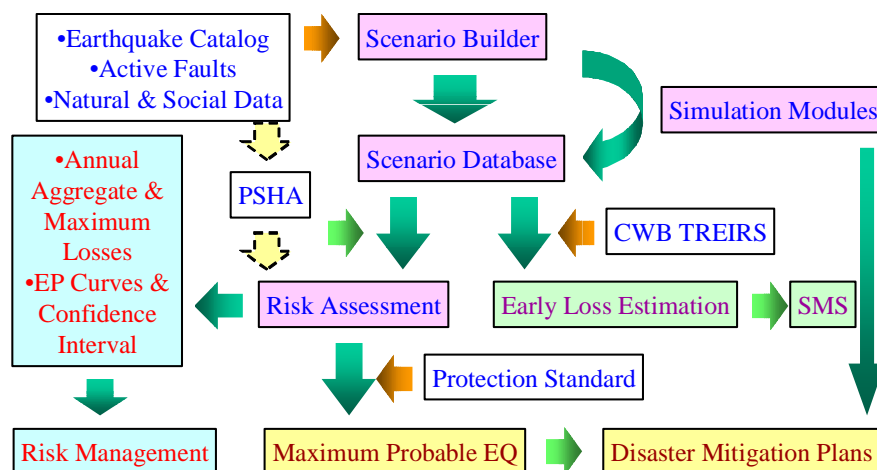 •Earthquake Catalog
•Active Faults
•Natural & Social Data
Scenario Builder
Simulation Modules
Scenario Database
•Annual
Aggregate &
Maximum
Losses
•EP Curves &
Confidence
Interval
PSHA
CWB TREIRS
Risk Assessment
Early Loss Estimation
SMS
Protection Standard
Risk Management
Maximum Probable EQ
Disaster Mitigation Plans